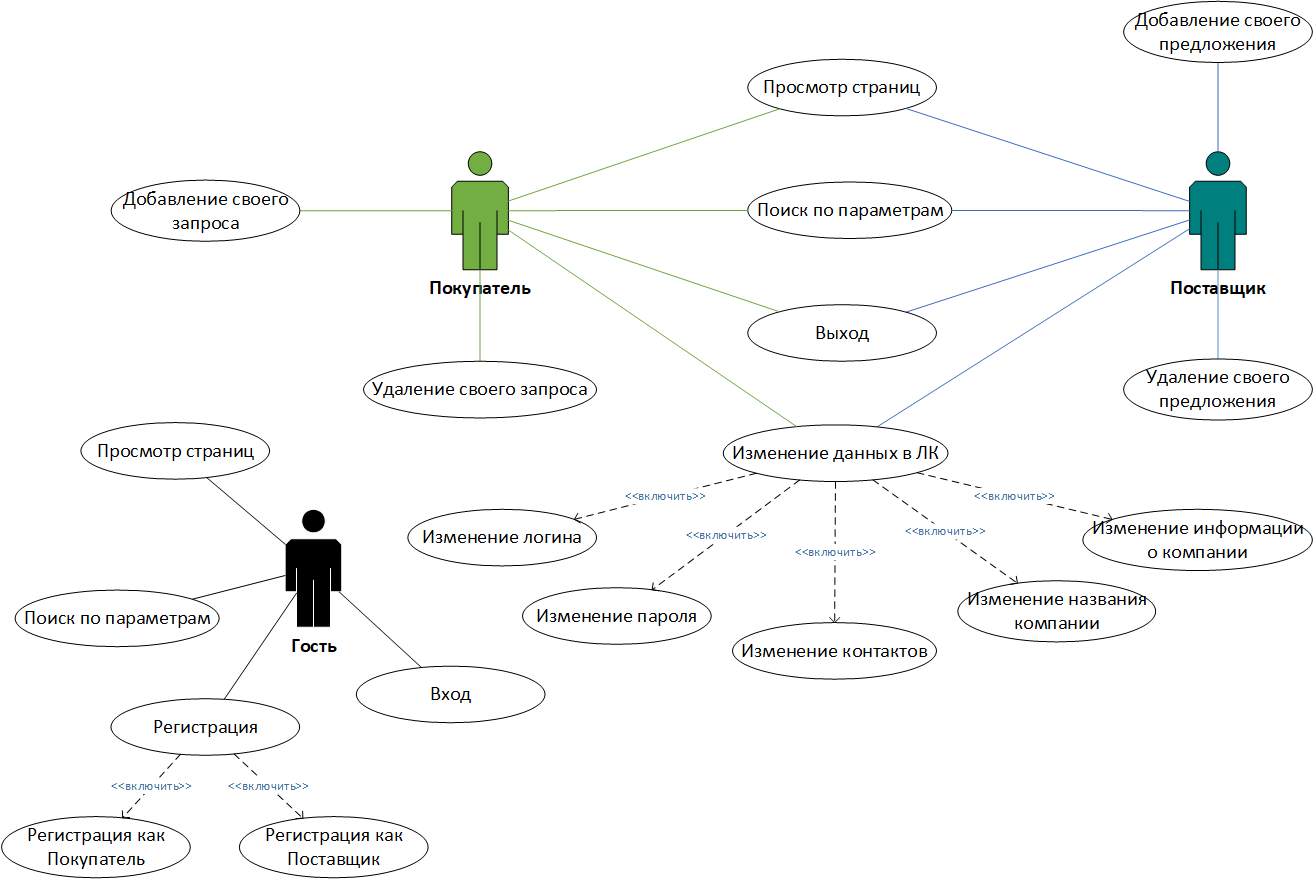 Добавление своего
предложения
Просмотр страниц
Добавление своего
запроса
Поиск по параметрам
Покупатель
Поставщик
Выход
Удаление своего запроса
Удаление своего
предложения
Изменение данных в ЛК
Просмотр страниц
<<включить>>
<<включить>>
<<включить>>
<<включить>>
<<включить>>
Изменение логина
Изменение информации
о компании
Изменение пароля
Изменение названия
компании
Изменение контактов
Поиск по параметрам
Гость
Вход
Регистрация
<<включить>>
<<включить>>
Регистрация как
Покупатель
Регистрация как
Поставщик